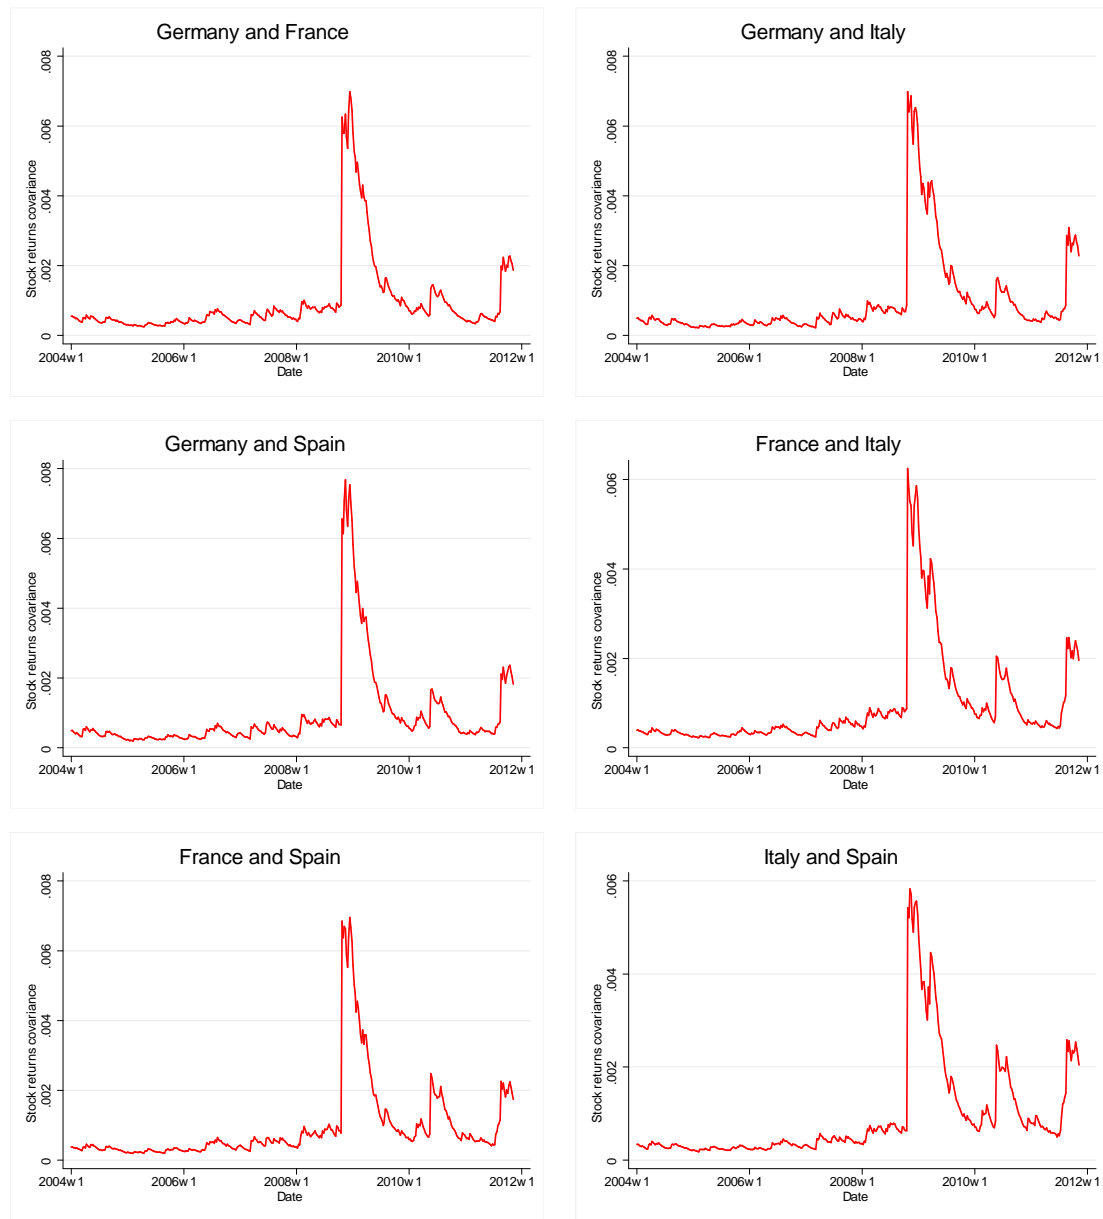 Germany and France
Stock returns covariance
.008
.006
.004
.002
0
2004w1 2006w1 2008w1 2010w1 2012w1
Date
Germany and Italy
Stock returns covariance
.008
.006
.004
.002
0
2004w1 2006w1 2008w1 2010w1 2012w1
Date
Germany and Spain
Stock returns covariance
.008
.006
.004
.002
0
2004w1 2006w1 2008w1 2010w1 2012w1
Date
France and Italy
Stock returns covariance
.006
.004
.002
0
2004w1 2006w1 2008w1 2010w1 2012w1
Date
France and Spain
Stock returns covariance
.008
.006
.004
.002
0
2004w1 2006w1 2008w1 2010w1 2012w1
Date
Italy and Spain
Stock returns covariance
.006
.004
.002
0
2004w1 2006w1 2008w1 2010w1 2012w1
Date